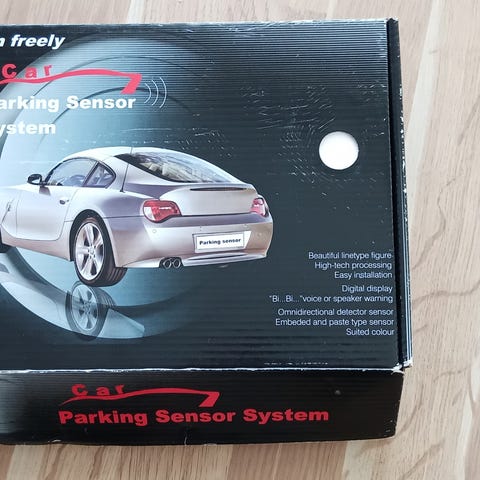 freely
Car
arking Sensor
ystem
Parking sensor
Beautiful linetype figure
High-tech processing
Easy installation
Digital display
"Bi...Bi..."voice or speaker warning
Omnidirectional detector sensor
Embeded and paste type sensor
Suited colour
Car
Parking Sensor System